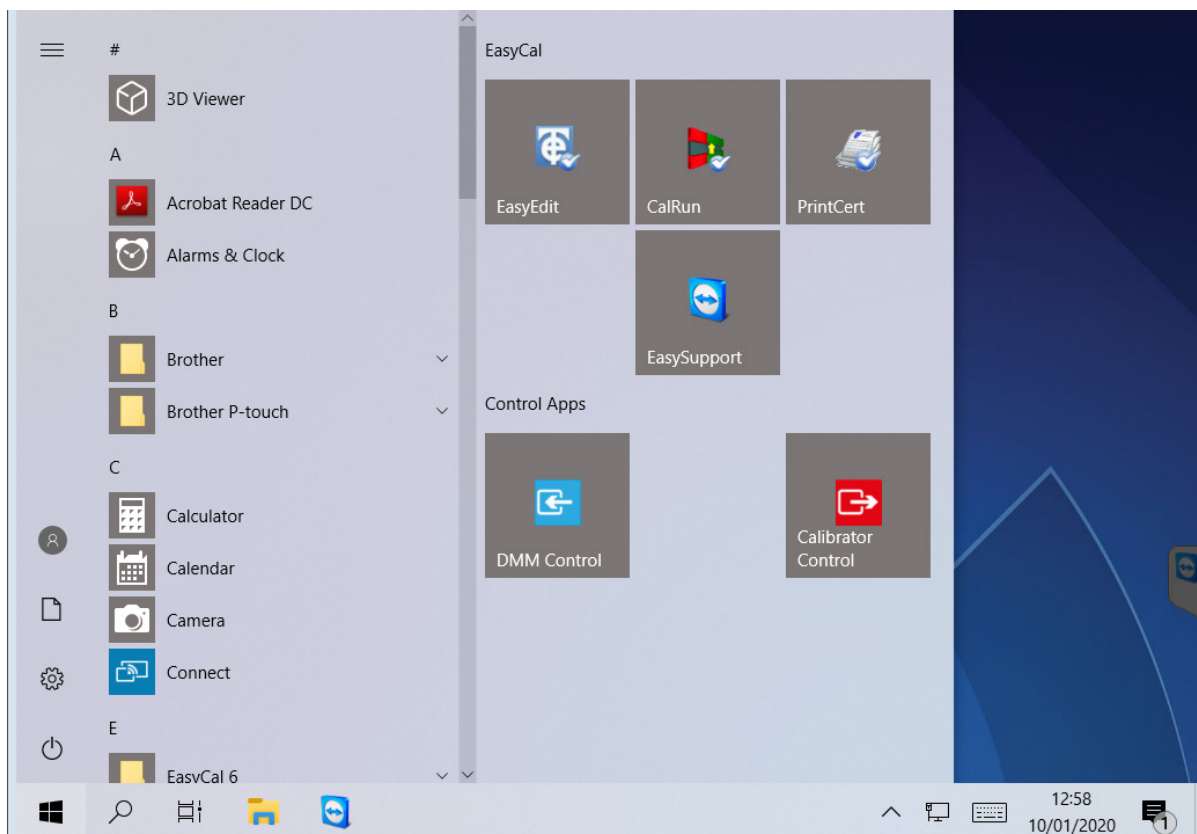 #
3D Viewer
A
Acrobat Reader DC
Alarms & Clock
B
Brother
Brother P-touch
C
Calculator
Calendar
Camera
Connect
E
EasyCal 6
EasyCal
EasyEdit
CalRun
PrintCert
EasySupport
Control Apps
DMM Control
Calibrator
Control
12:58
10/01/2020
1